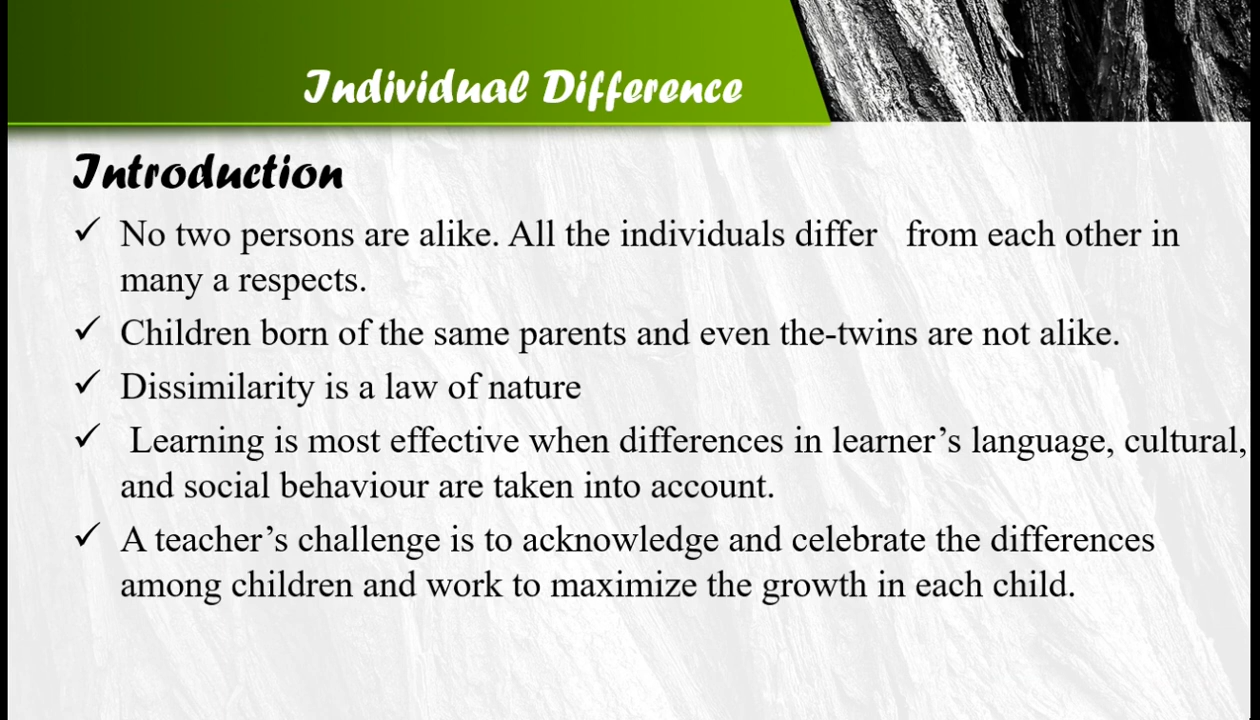 Individual Difference
Introduction
✓ No two persons are alike. All the individuals differ   from each other in
many a respects.
✓ Children born of the same parents and even the-twins are not alike.
✓ Dissimilarity is a law of nature
✓ Learning is most effective when differences in learner’s language, cultural,
and social behaviour are taken into account.
✓ A teacher’s challenge is to acknowledge and celebrate the differences
among children and work to maximize the growth in each child.